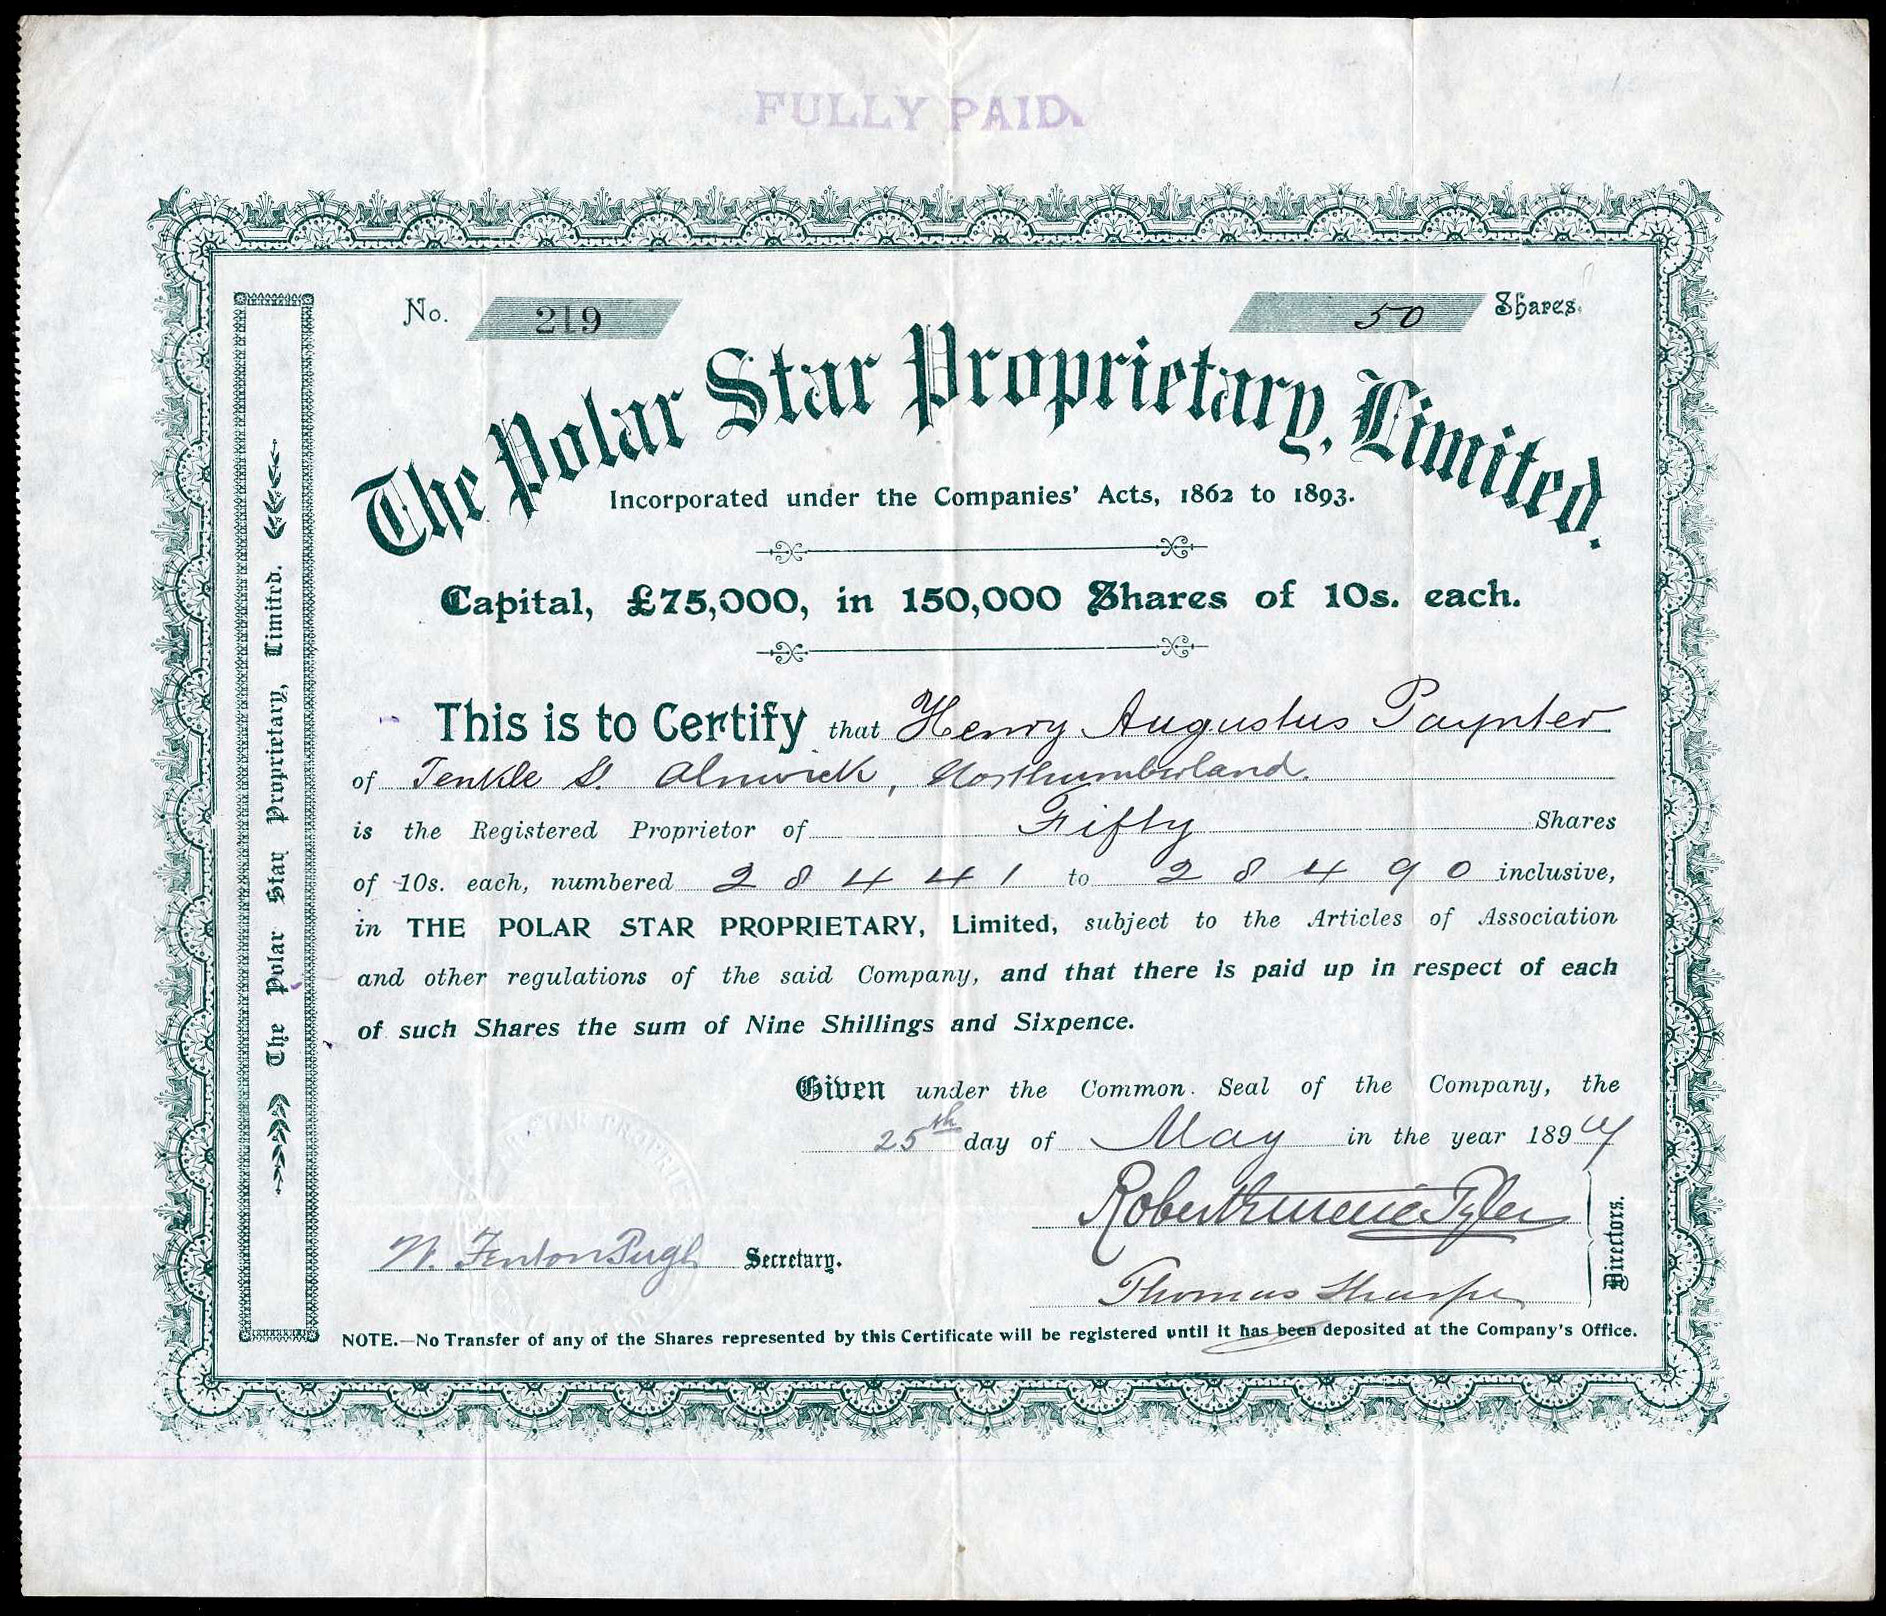 FULLY PAID
No. 219
50 Shares.
The Polar Star Proprietary, Limited.
Incorporated under the Companies' Acts, 1862 to 1893.
Capital, £75,000, in 150,000 Shares of 10s. each.
This is to Certify that Henry Augustus Paynter
of Fenkle St. Alnwick, Northumberland.
is the Registered Proprietor of Fifty Shares
of 10s. each, numbered 28441 to 28490 inclusive,
in THE POLAR STAR PROPRIETARY, Limited, subject to the Articles of Association
and other regulations of the said Company, and that there is paid up in respect of each
of such Shares the sum of Nine Shillings and Sixpence.
Given under the Common Seal of the Company, the
25th day of May in the year 189
Thomas Sharpe
Directors.
W. Fenton Pugh Secretary.
NOTE.—No Transfer of any of the Shares represented by this Certificate will be registered until it has been deposited at the Company's Office.
The Polar Star Proprietary, Limited.